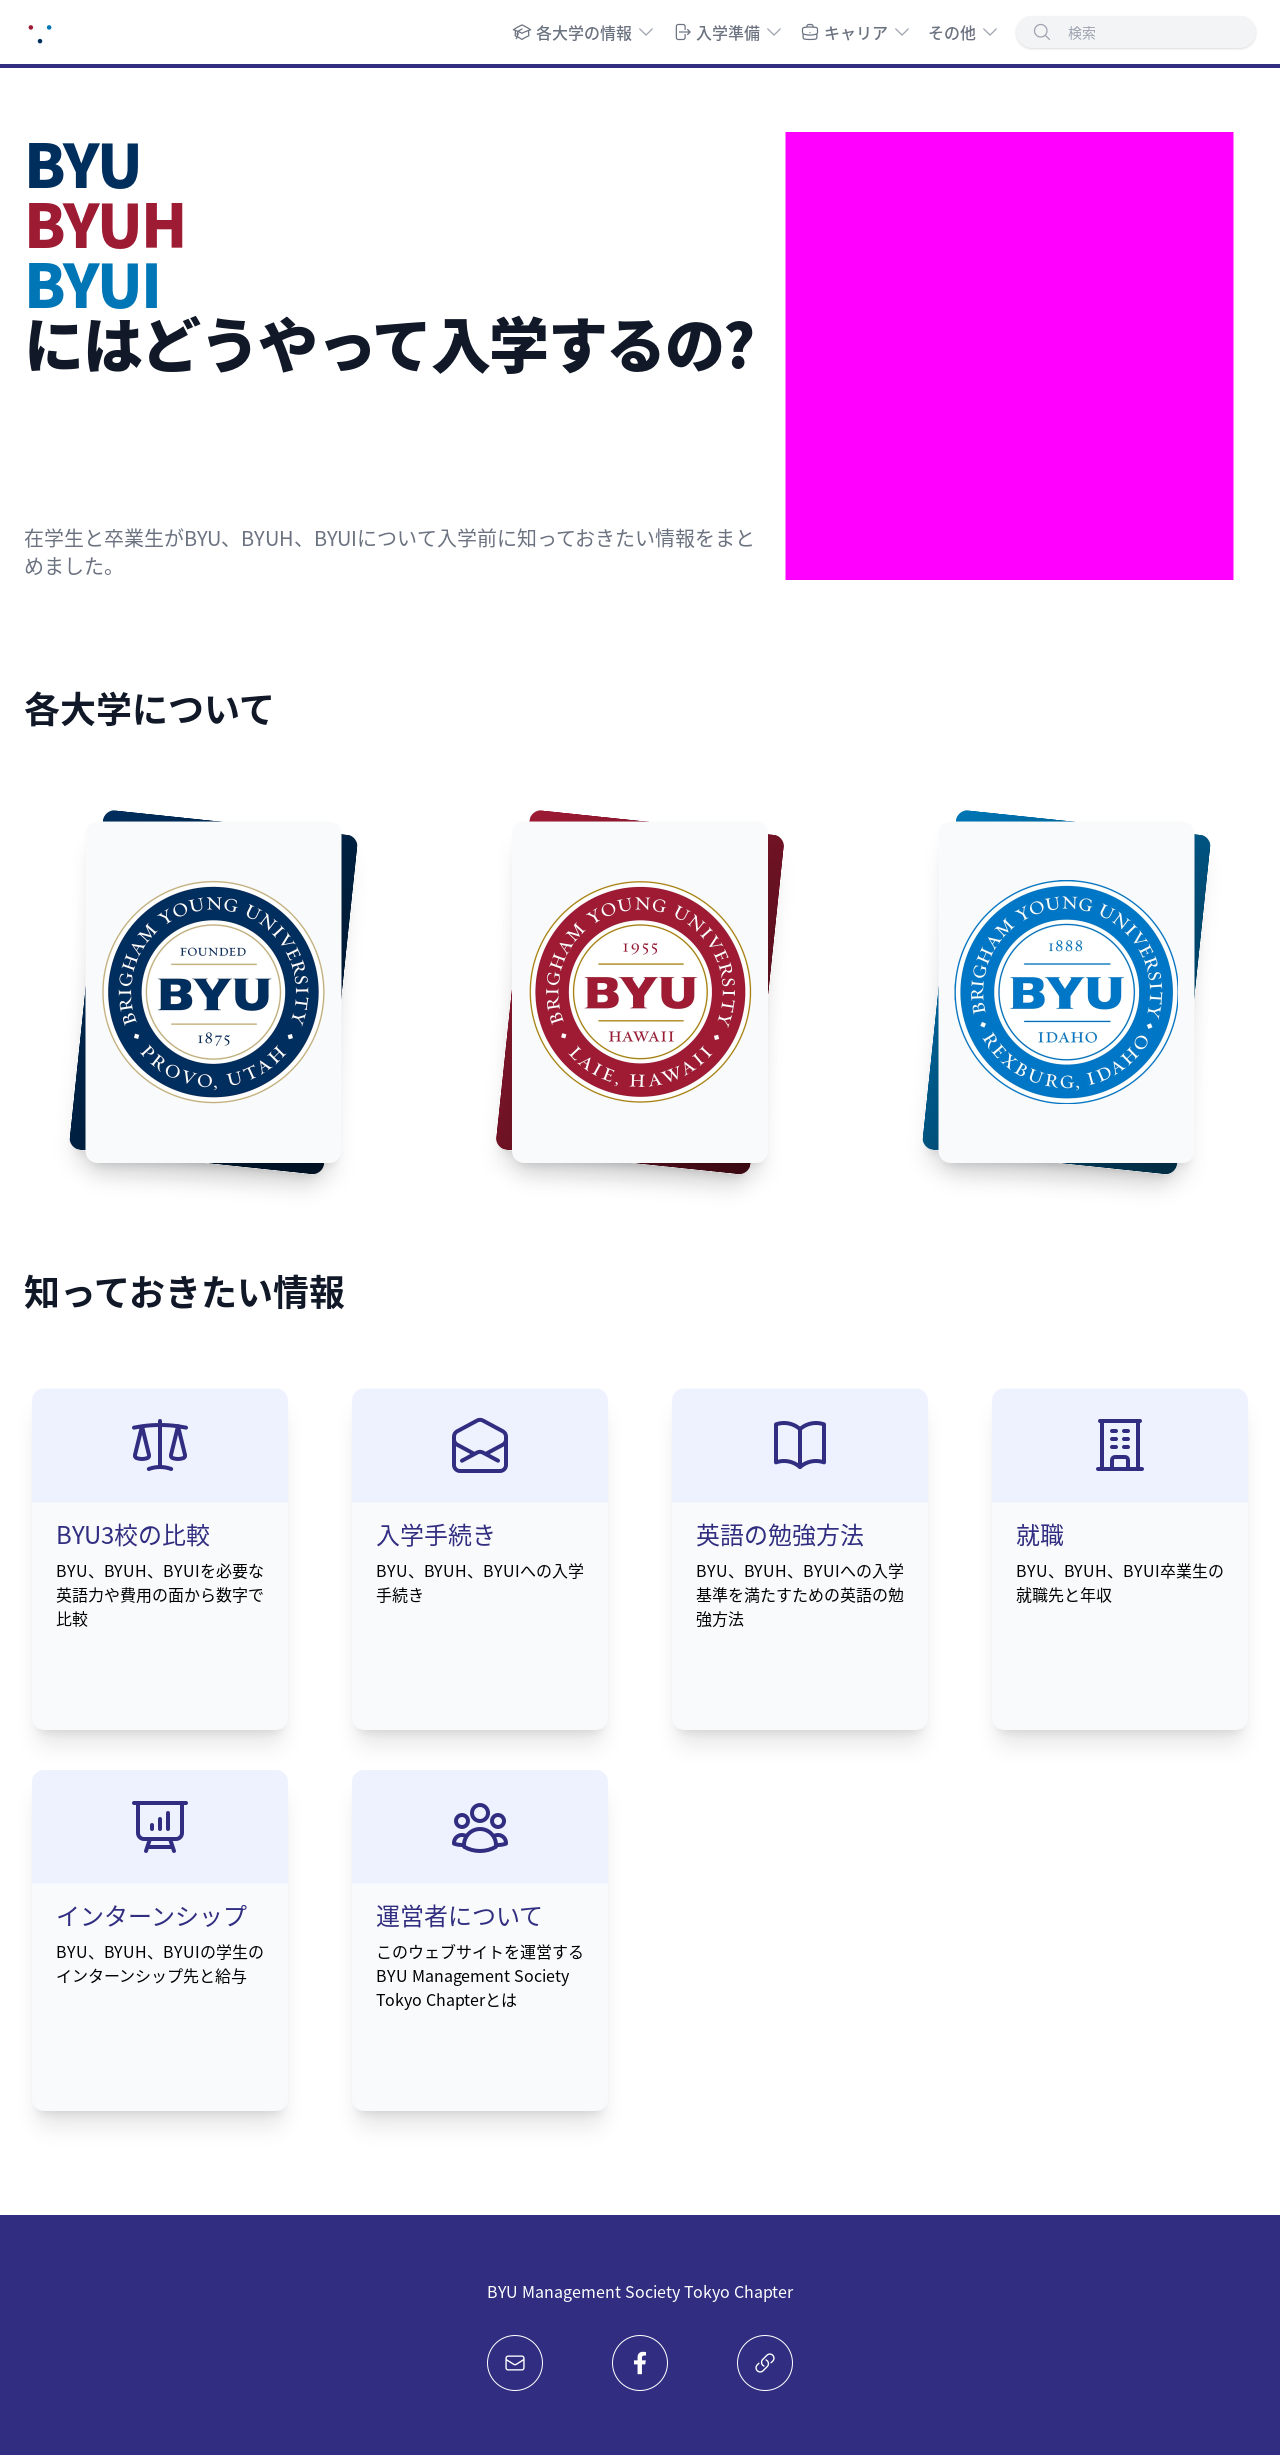 各大学の情報 入学準備 キャリア その他 検索
BYU
BYUH
BYUI
にはどうやって入学するの?
在学生と卒業生がBYU、BYUH、BYUIについて入学前に知っておきたい情報をまと
めました。
各大学について
BRIGHAM YOUNG UNIVERSITY
FOUNDED
BYU
1875
PROVO, UTAH
BRIGHAM YOUNG UNIVERSITY
1955
BYU
HAWAII
LAIE, HAWAII
BRIGHAM YOUNG UNIVERSITY
1888
BYU
IDAHO
REXBURG, IDAHO
知っておきたい情報
BYU3校の比較
BYU、BYUH、BYUIを必要な
英語力や費用の面から数字で
比較
入学手続き
BYU、BYUH、BYUIへの入学
手続き
英語の勉強方法
BYU、BYUH、BYUIへの入学
基準を満たすための英語の勉
強方法
就職
BYU、BYUH、BYUI卒業生の
就職先と年収
インターンシップ
BYU、BYUH、BYUIの学生の
インターンシップ先と給与
運営者について
このウェブサイトを運営する
BYU Management Society
Tokyo Chapterとは
BYU Management Society Tokyo Chapter